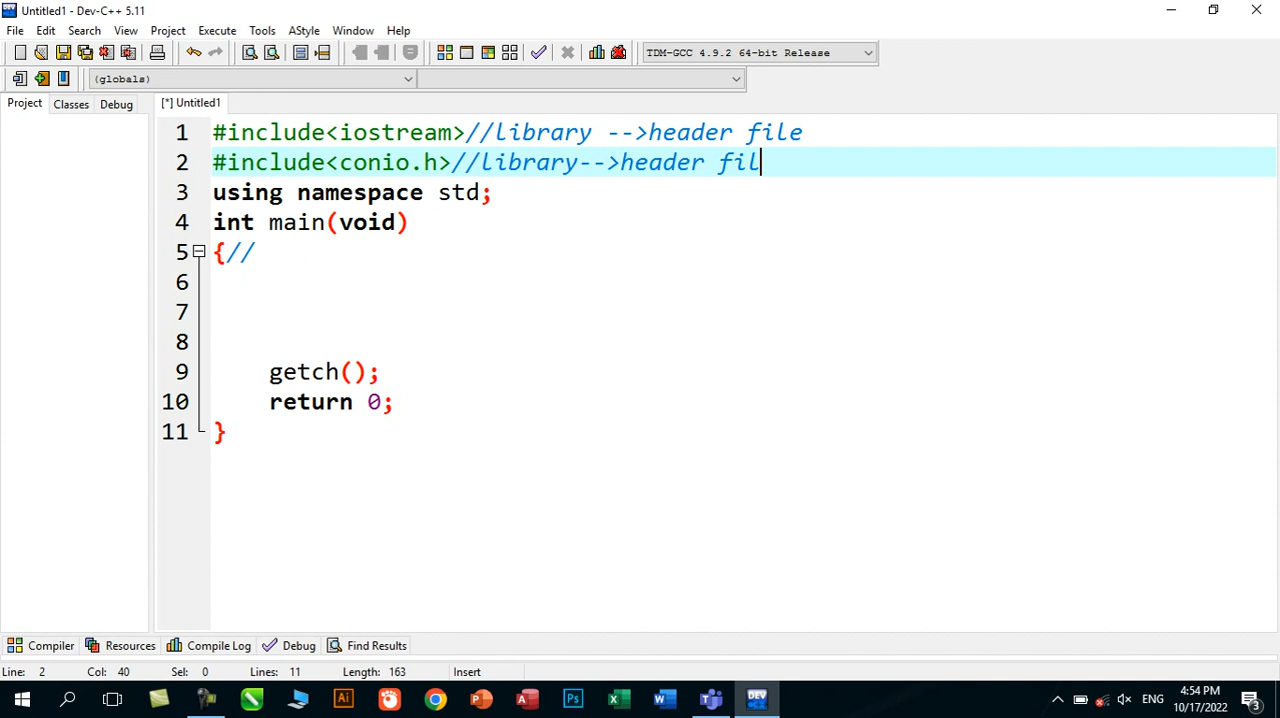 Untitled1 - Dev-C++ 5.11
File Edit Search View Project Execute Tools AStyle Window Help
TDM-GCC 4.9.2 64-bit Release
(globals)
Project Classes Debug [*] Untitled1
1 #include<iostream>//library -->header file
2 #include<conio.h>//library-->header fil
3 using namespace std;
4 int main(void)
5 {//
6
7
8
9 getch();
10 return 0;
11 }
Compiler Resources Compile Log Debug Find Results
Line: 2 Col: 40 Sel: 0 Lines: 11 Length: 163 Insert
Ai Ps DEV ENG 4:54 PM
10/17/2022 3